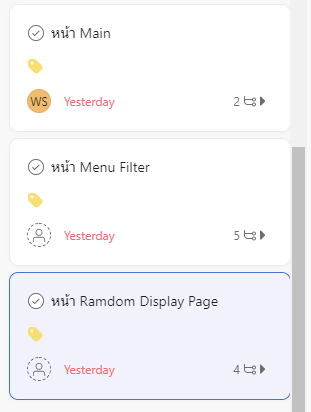 หน้า Main
WS Yesterday 2
หน้า Menu Filter
Yesterday 5
หน้า Ramdom Display Page
Yesterday 4